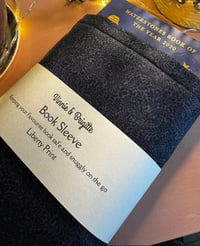 WATERSTONES BOOK OF
THE YEAR 2020
Vinnie & Brigitte
Book Sleeve
Keeping your favourite book safe and snuggly on the go
Liberty Print